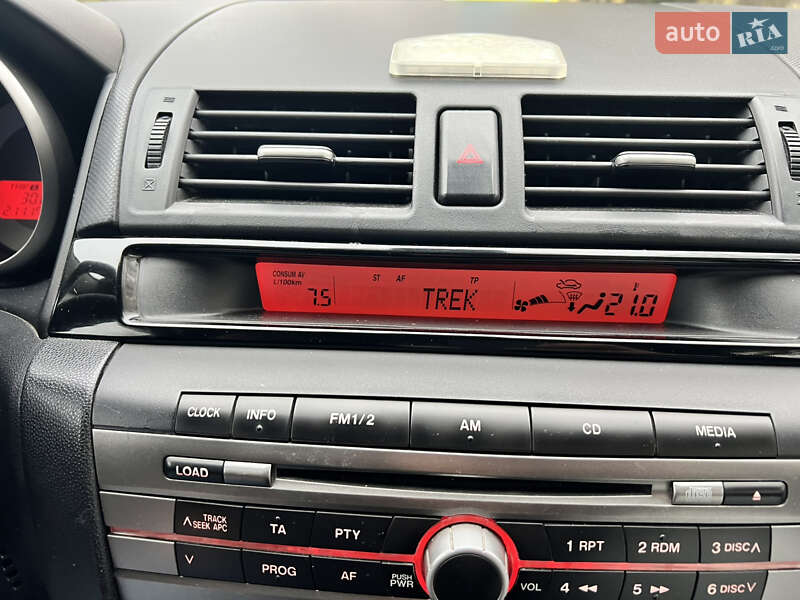 auto RIA
CONSUM AV
L/100km
7.5
ST AF TP
TREK
21.0
CLOCK INFO FM1/2 AM CD MEDIA
LOAD
TRACK
SEEK APC
TA PTY 1 RPT 2 RDM 3 DISC
PROG AF PUSH
PWR
VOL 4 5 6 DISC